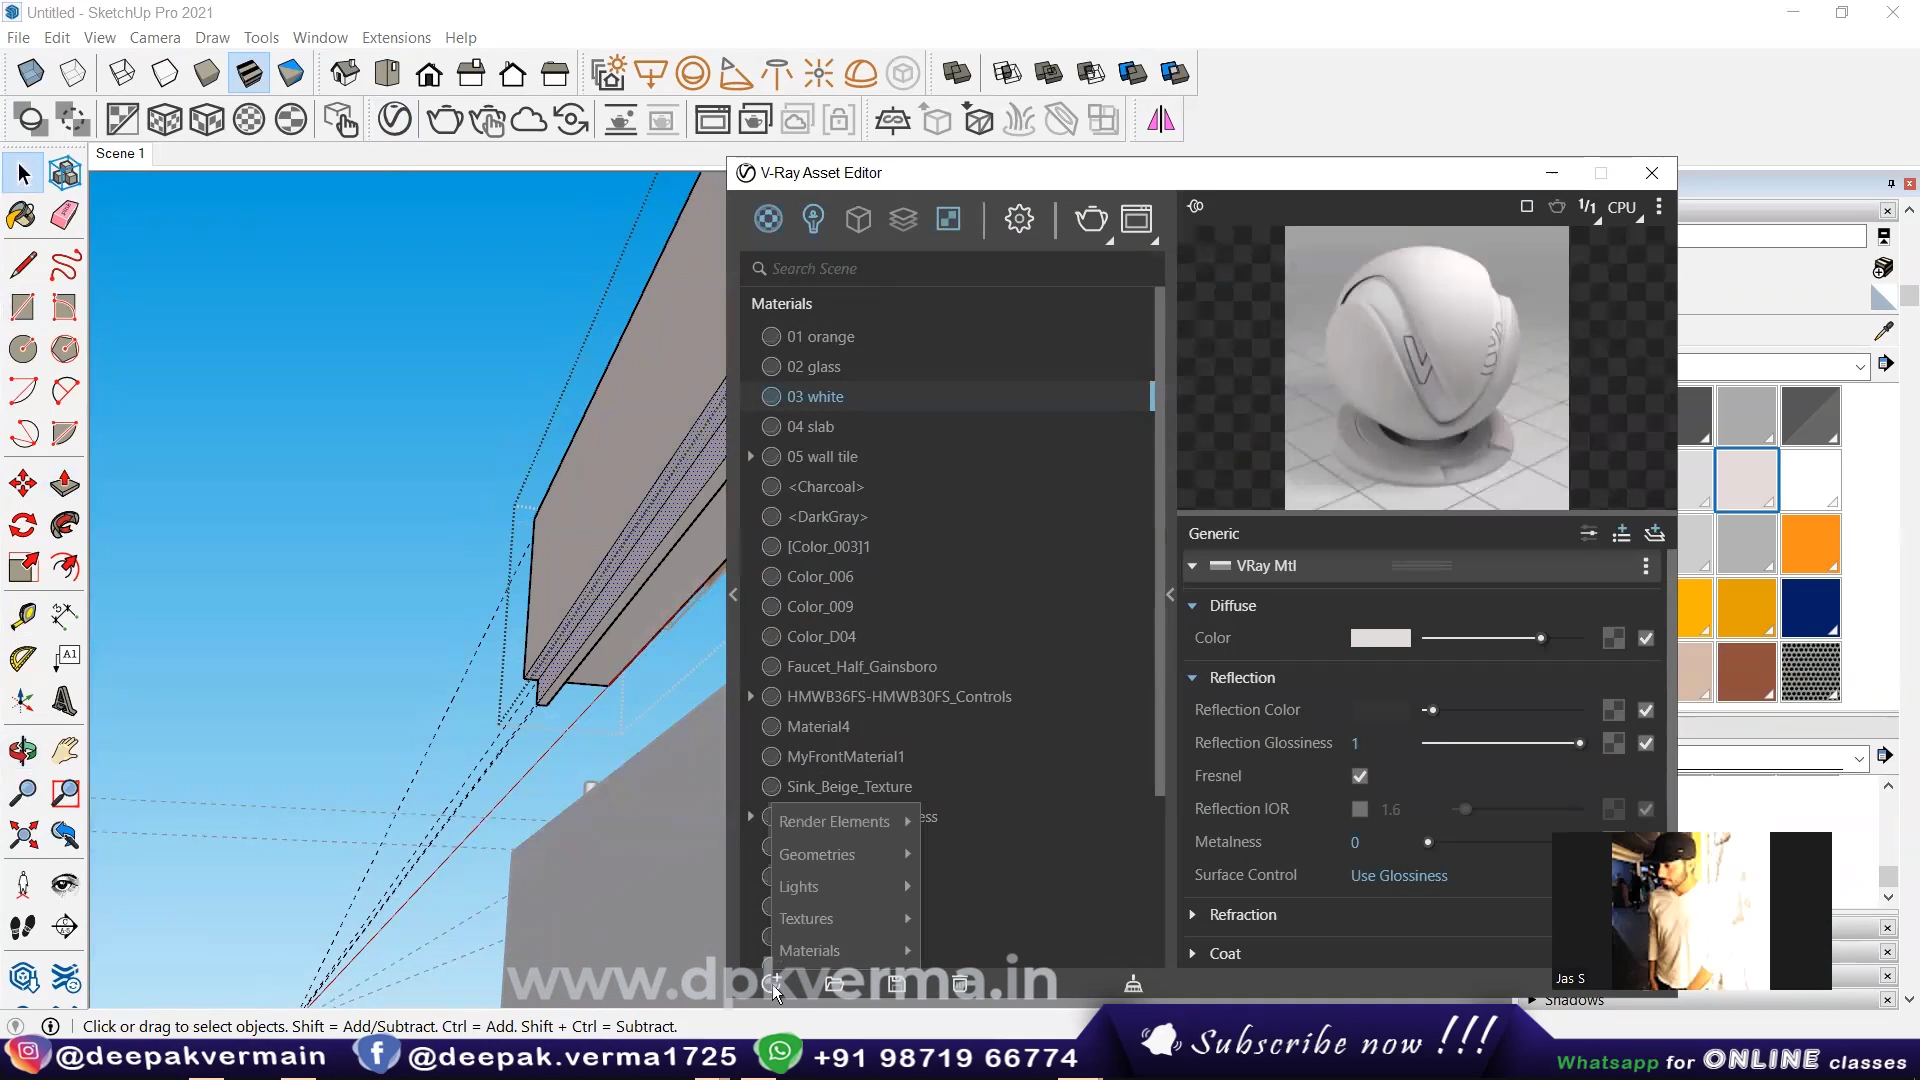 Untitled - SketchUp Pro 2021
File Edit View Camera Draw Tools Window Extensions Help
Scene 1
V-Ray Asset Editor
1/1 CPU
Search Scene
Materials
01 orange
02 glass
03 white
04 slab
05 wall tile
<Charcoal>
<DarkGray>
[Color_003]1
Color_006
Color_009
Color_D04
Faucet_Half_Gainsboro
HMWB36FS-HMWB30FS_Controls
Material4
MyFrontMaterial1
Sink_Beige_Texture
ess
Render Elements
Geometries
Lights
Textures
Materials
Generic
VRay Mtl
Diffuse
Color
Reflection
Reflection Color
Reflection Glossiness 1
Fresnel
Reflection IOR 1.6
Metalness 0
Surface Control Use Glossiness
Refraction
Coat
Jas S
Shadows
A1
www.dpkverma.in
Click or drag to select objects. Shift = Add/Subtract. Ctrl = Add. Shift + Ctrl = Subtract.
@deepakvermain @deepak.verma1725 +91 98719 66774
Subscribe now !!!
Whatsapp for ONLINE classes